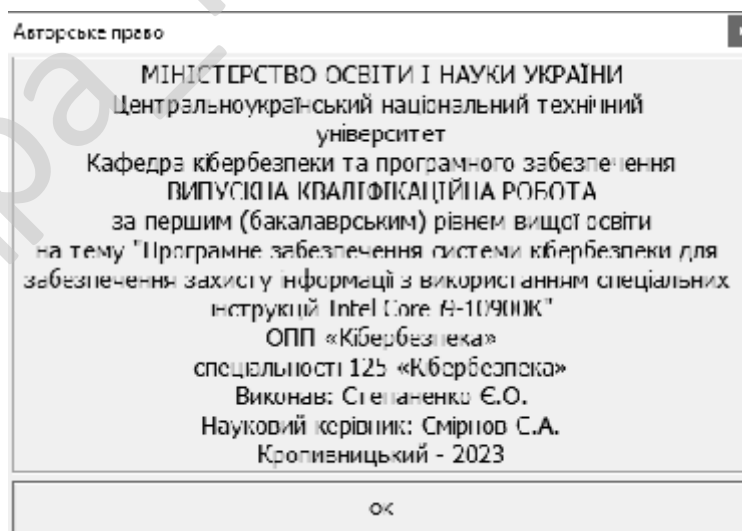 Авторське право
МІНІСТЕРСТВО ОСВІТИ І НАУКИ УКРАЇНИ
Центральноукраїнський національний технічний
університет
Кафедра кібербезпеки та програмного забезпечення
ВИПУСКНА КВАЛІФІКАЦІЙНА РОБОТА
за першим (бакалаврським) рівнем вищої освіти
на тему "Програмне забезпечення системи кібербезпеки для
забезпечення захисту інформації з використанням спеціальних
інструкцій Intel Core i9-10900K"
ОПП «Кібербезпека»
спеціальності 125 «Кібербезпека»
Виконав: Степаненко Є.О.
Науковий керівник: Смірнов С.А.
Кропивницький - 2023
ОК